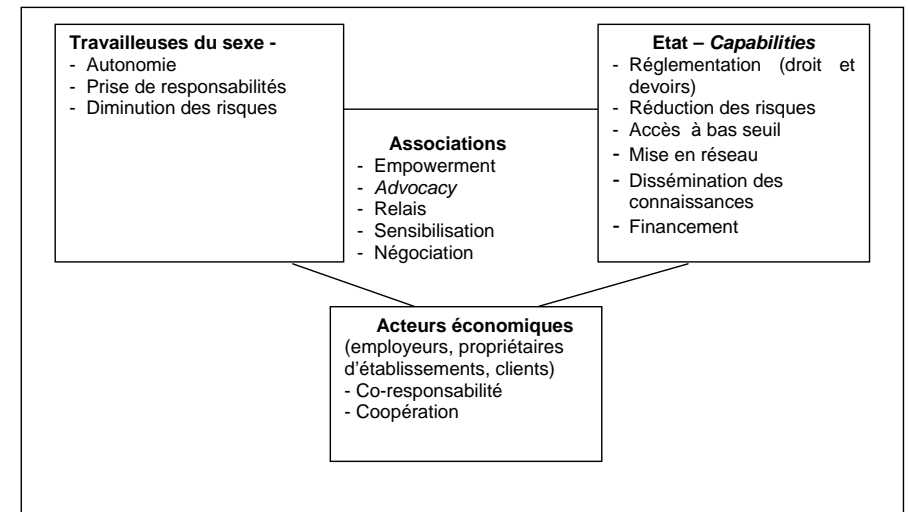 Travailleuses du sexe -
- Autonomie
- Prise de responsabilités
- Diminution des risques
Etat – Capabilities
- Réglementation (droit et
devoirs)
- Réduction des risques
- Accès à bas seuil
- Mise en réseau
- Dissémination des
connaissances
- Financement
Associations
- Empowerment
- Advocacy
- Relais
- Sensibilisation
- Négociation
Acteurs économiques
(employeurs, propriétaires
d'établissements, clients)
- Co-responsabilité
- Coopération